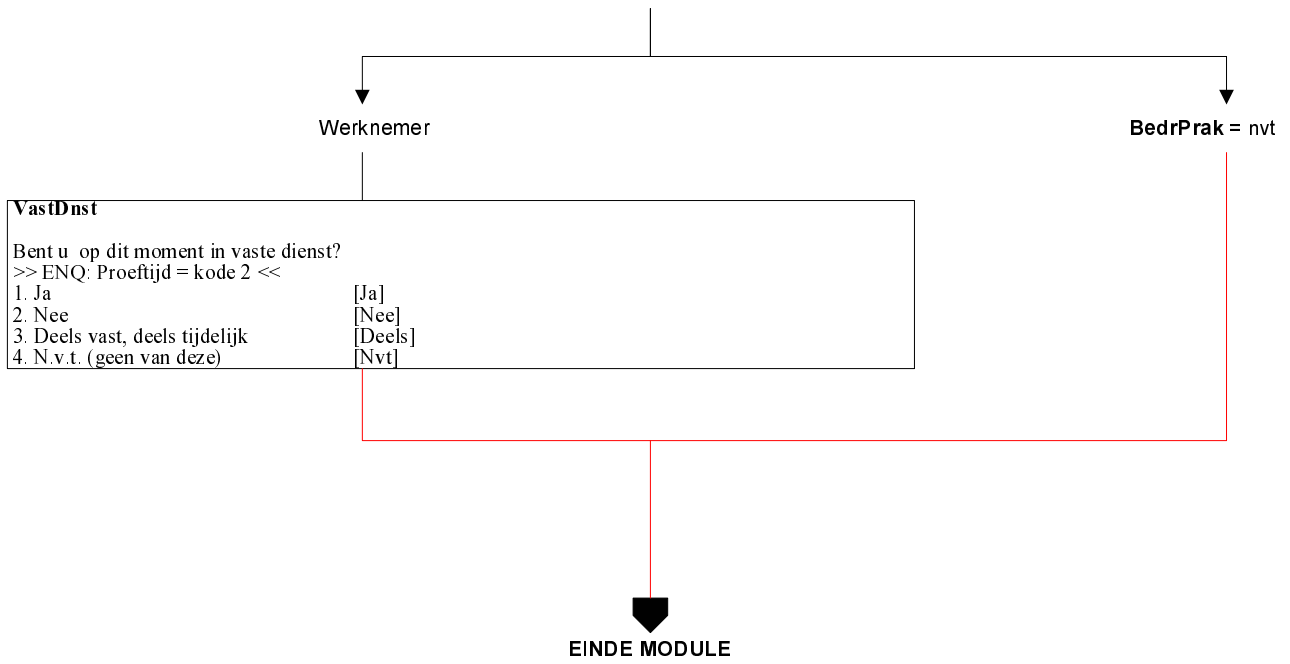 Werknemer
BedrPrak = nvt
VastDnst
Bent u op dit moment in vaste dienst?
>> ENQ: Proeftijd = kode 2 <<
1. Ja [Ja]
2. Nee [Nee]
3. Deels vast, deels tijdelijk [Deels]
4. N.v.t. (geen van deze) [Nvt]
EINDE MODULE